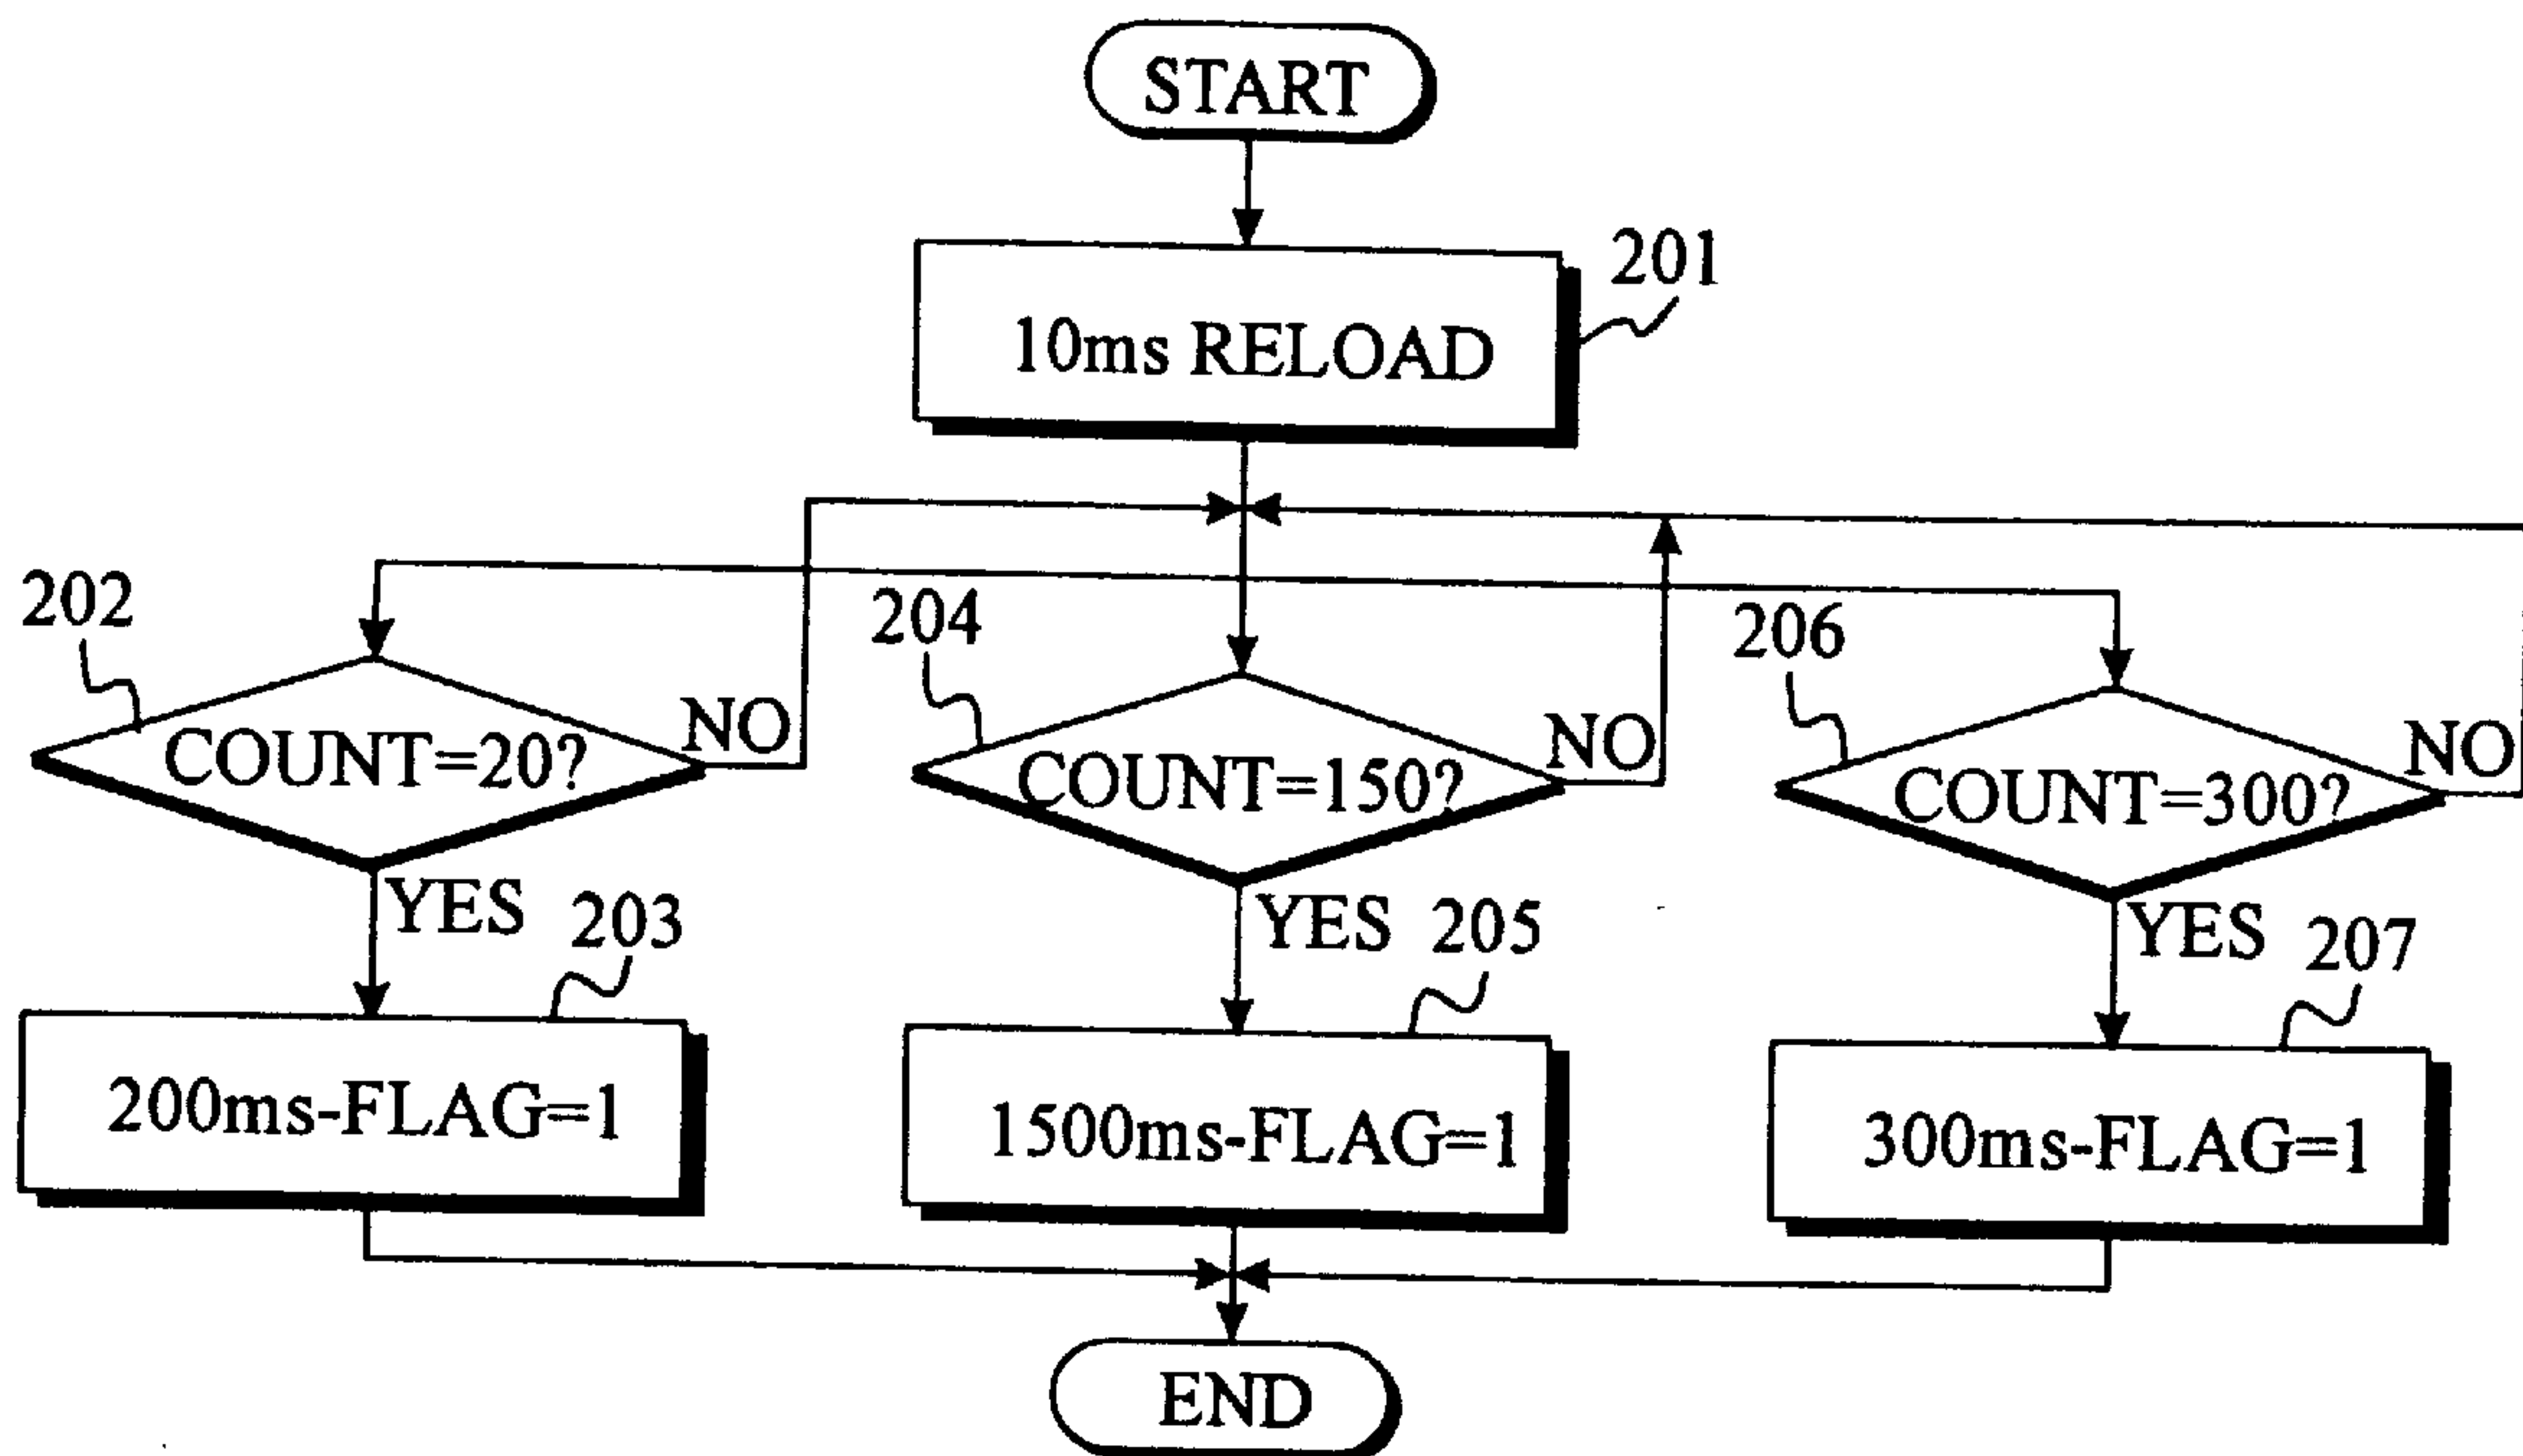 START
201
10ms RELOAD
202
204
206
COUNT=20?
NO
COUNT=150?
NO
COUNT=300?
NO
YES
203
YES
205
YES
207
200ms-FLAG=1
1500ms-FLAG=1
300ms-FLAG=1
END